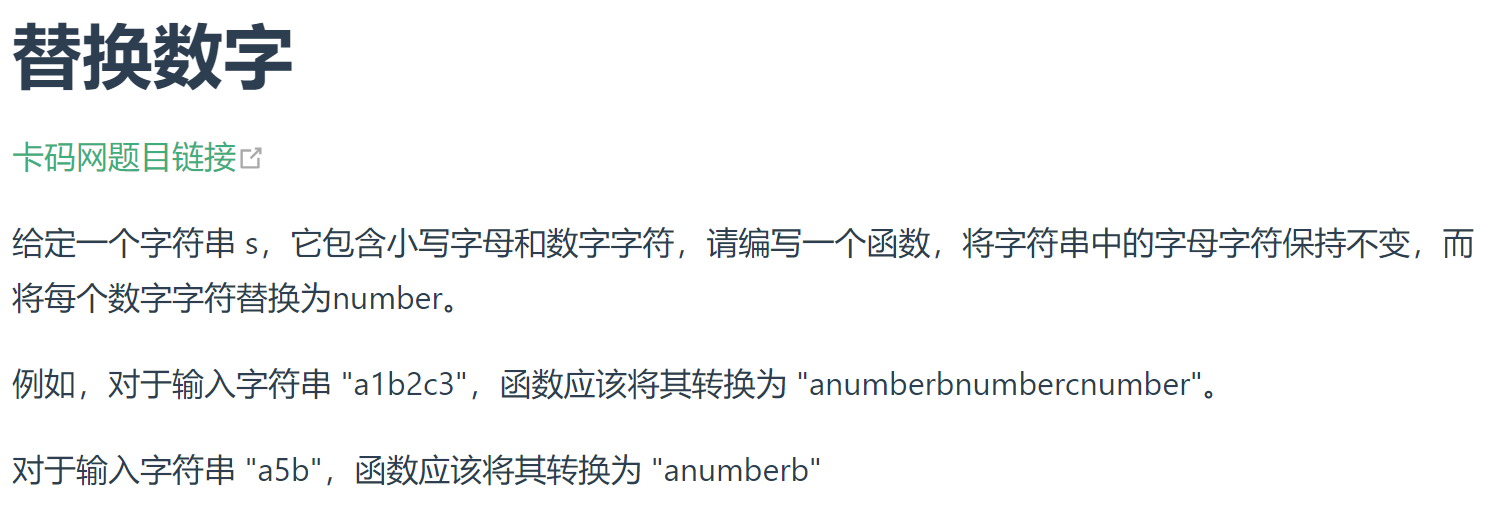 替换数字
卡码网题目链接
给定一个字符串 s，它包含小写字母和数字字符，请编写一个函数，将字符串中的字母字符保持不变，而
将每个数字字符替换为number。
例如，对于输入字符串 "a1b2c3"，函数应该将其转换为 "anumberbnumbercnumber"。
对于输入字符串 "a5b"，函数应该将其转换为 "anumberb"